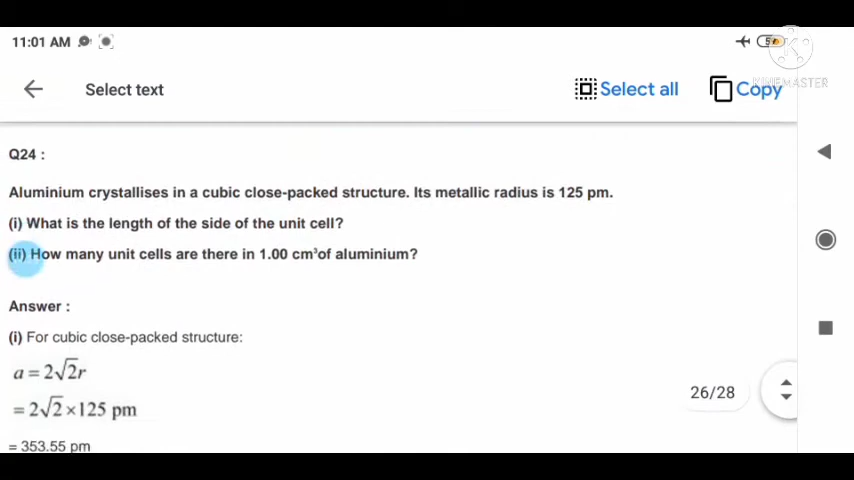 11:01 AM
KINEMASTER
Select text
Select all
Copy
Q24 :
Aluminium crystallises in a cubic close-packed structure. Its metallic radius is 125 pm.
(i) What is the length of the side of the unit cell?
(ii) How many unit cells are there in 1.00 cm³of aluminium?
Answer :
(i) For cubic close-packed structure:
a = 2√2r
= 2√2 × 125 pm
26/28
= 353.55 pm